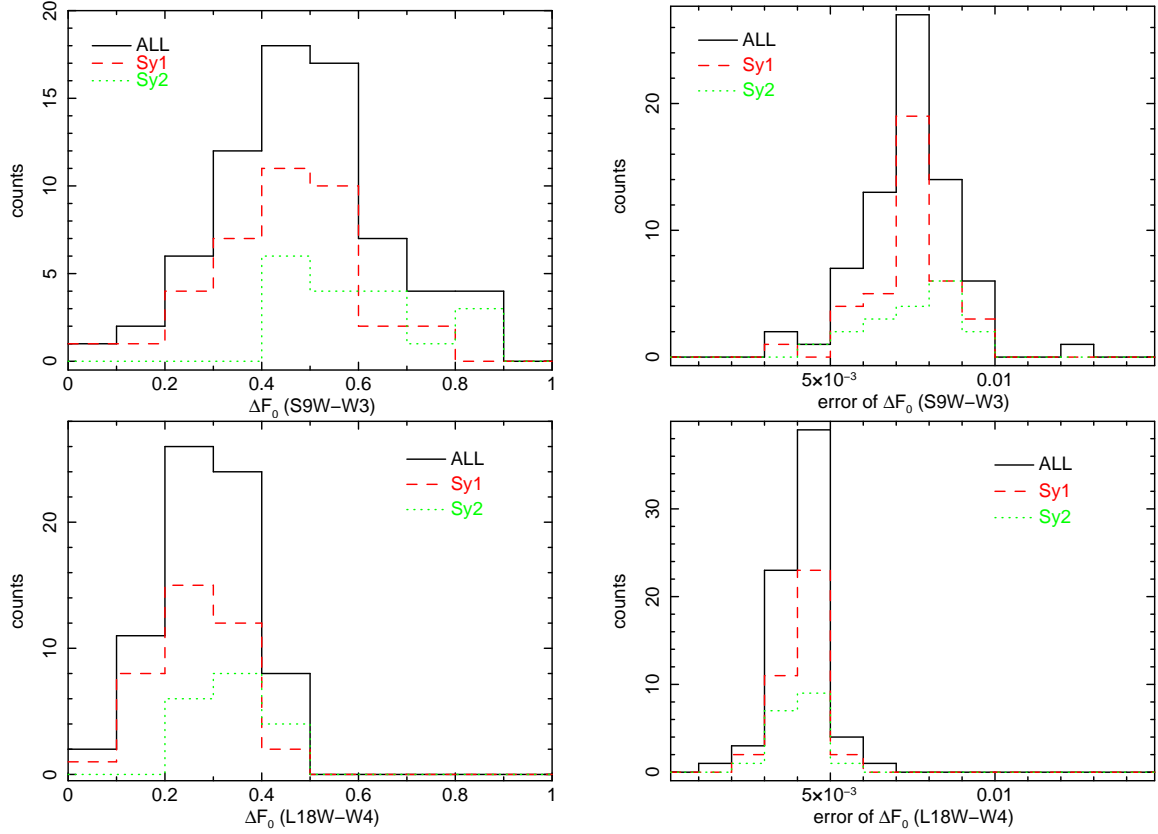 20
15
10
5
0
counts
ALL
Sy1
Sy2
0
0.2
0.4
0.6
0.8
1
ΔF₀ (S9W−W3)
20
10
0
counts
ALL
Sy1
Sy2
5×10⁻³
0.01
error of ΔF₀ (S9W−W3)
20
10
0
counts
ALL
Sy1
Sy2
0
0.2
0.4
0.6
0.8
1
ΔF₀ (L18W−W4)
30
20
10
0
counts
ALL
Sy1
Sy2
5×10⁻³
0.01
error of ΔF₀ (L18W−W4)